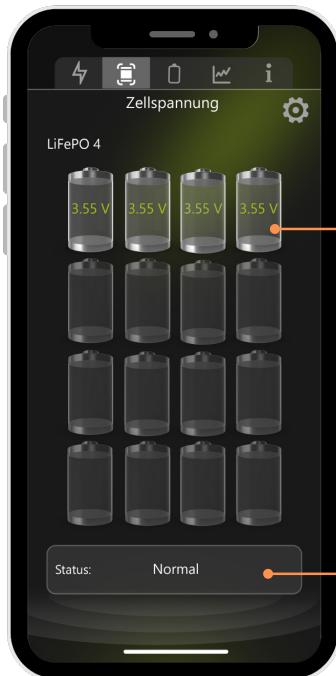 Zellspannung
LiFePO 4
3.55 V 3.55 V 3.55 V 3.55 V
Status: Normal